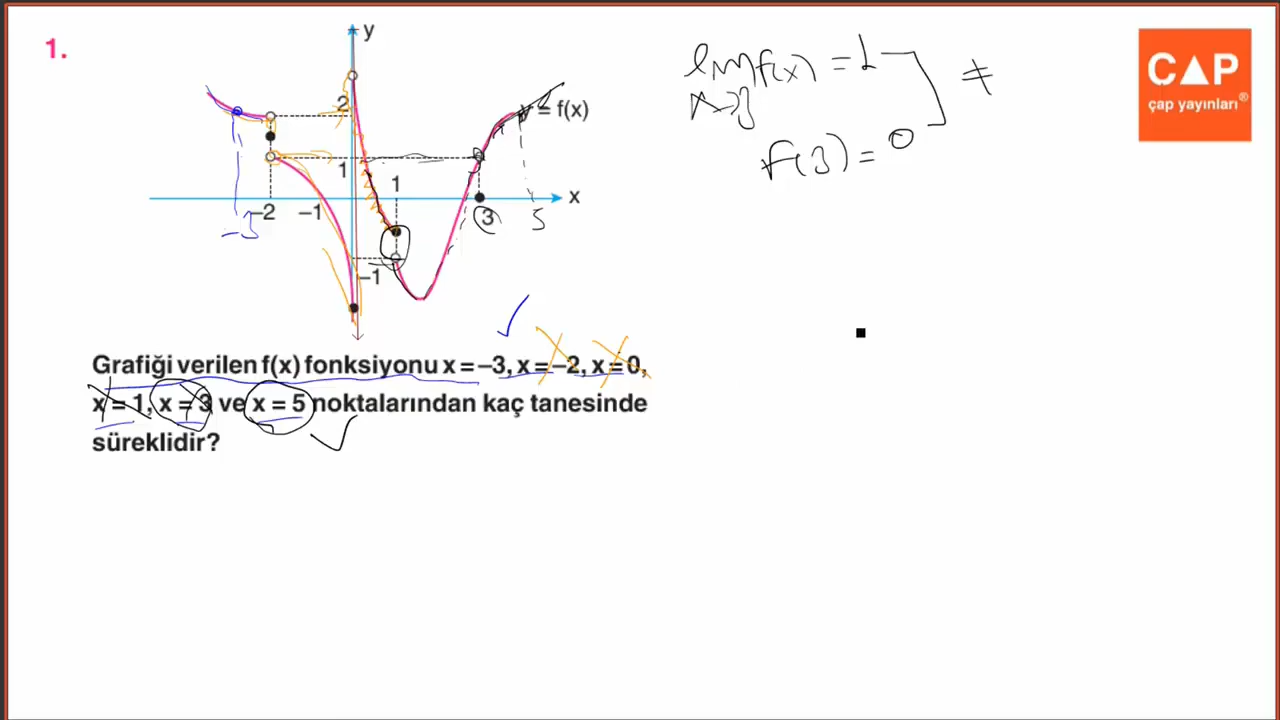 1.
y
2
y = f(x)
1
1
x
-2
-1
3
5
-3
-1
lim f(x) = 1
x→3
≠
f(3) = 0
ÇAP
çap yayınları®
Grafiği verilen f(x) fonksiyonu x = –3, x = –2, x = 0,
x = 1, x = 3 ve x = 5 noktalarından kaç tanesinde
süreklidir?